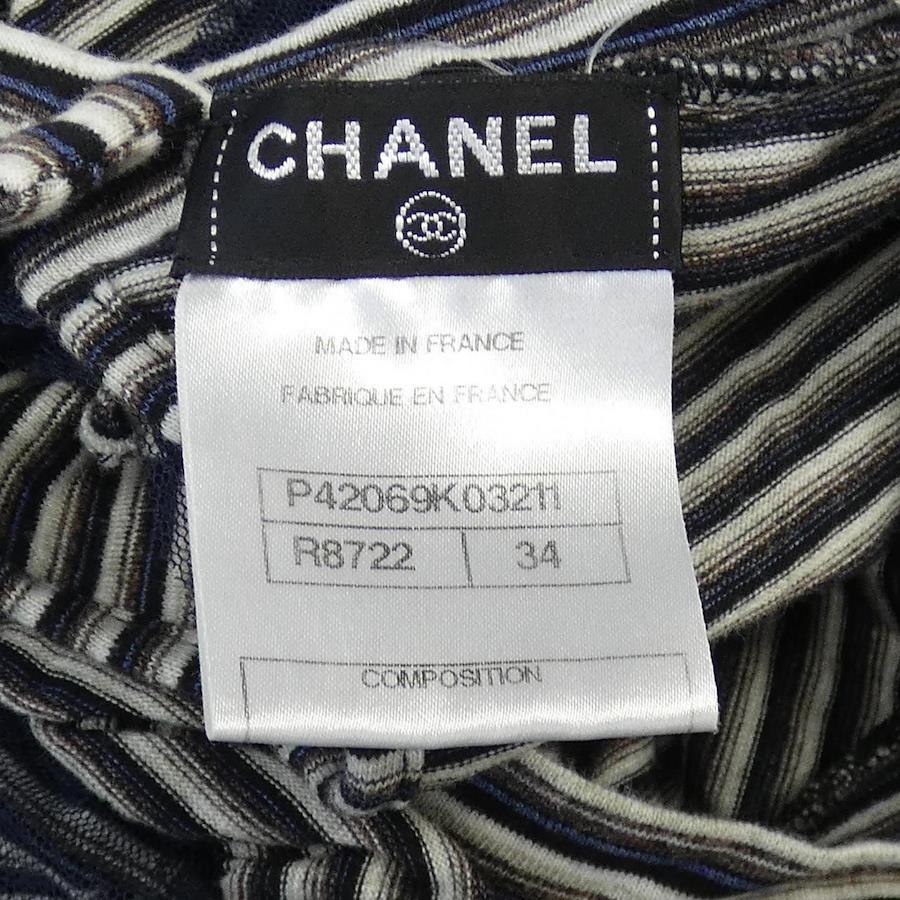 CHANEL
MADE IN FRANCE
FABRIQUE EN FRANCE
P42069K03211
R8722 34
COMPOSITION